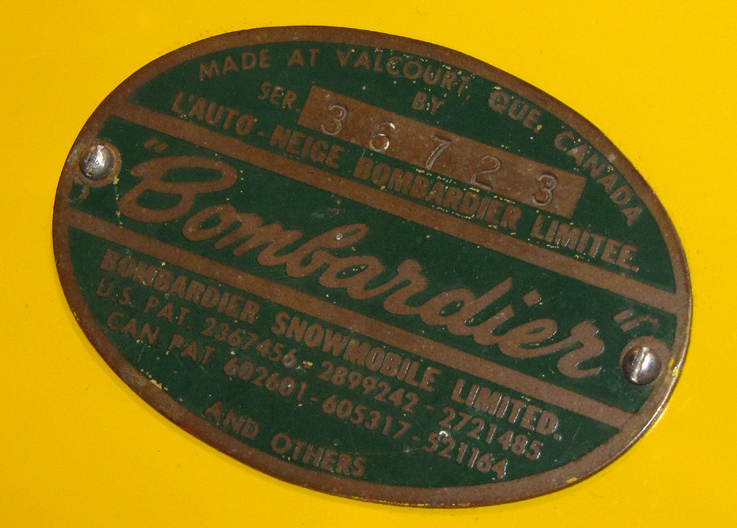 MADE AT VALCOURT, QUE, CANADA
BY
SER 36723
L'AUTO-NEIGE BOMBARDIER LIMITEE.
"Bombardier"
BOMBARDIER SNOWMOBILE LIMITED.
U.S. PAT. 2867456 - 2899242 - 2721485
CAN PAT 602601 - 605317 - 521164
AND OTHERS